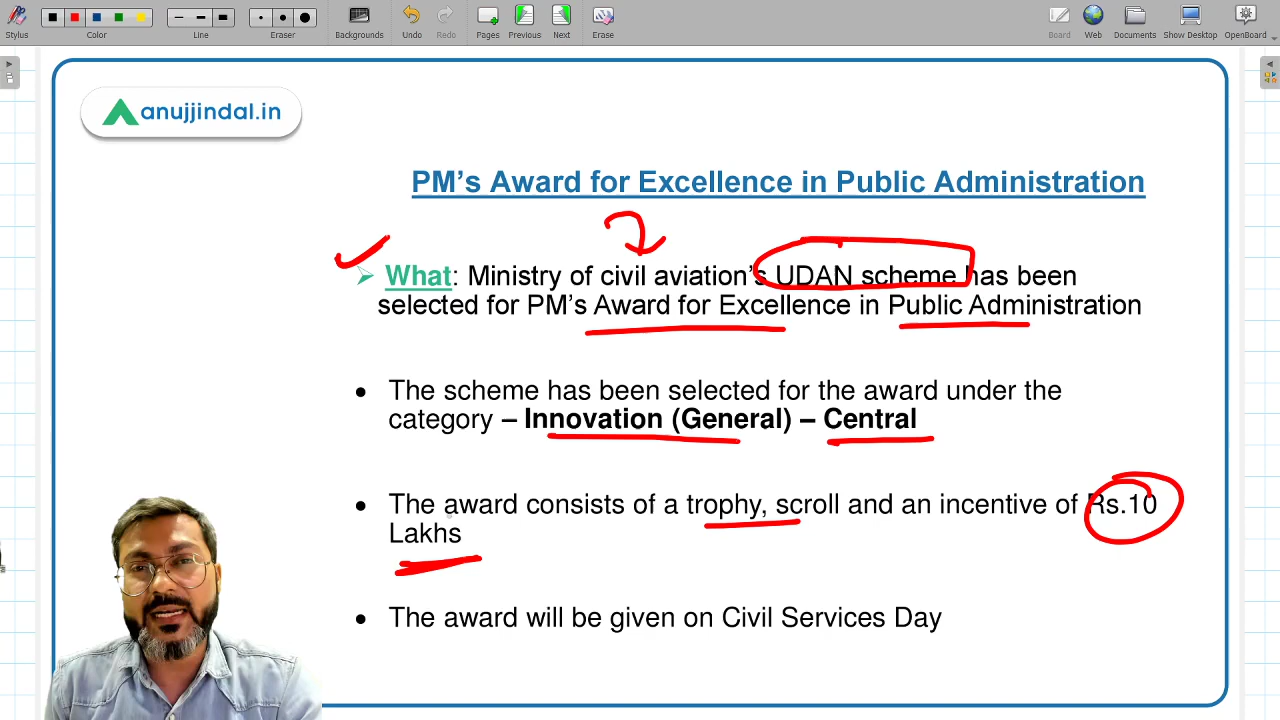 Stylus
Color
Line
Eraser
Backgrounds
Undo
Redo
Pages
Previous
Next
Erase
Board
Web
Documents
Show Desktop
OpenBoard
anujjindal.in
PM's Award for Excellence in Public Administration
What: Ministry of civil aviation's UDAN scheme has been
selected for PM's Award for Excellence in Public Administration
• The scheme has been selected for the award under the
category – Innovation (General) – Central
• The award consists of a trophy, scroll and an incentive of Rs.10
Lakhs
• The award will be given on Civil Services Day